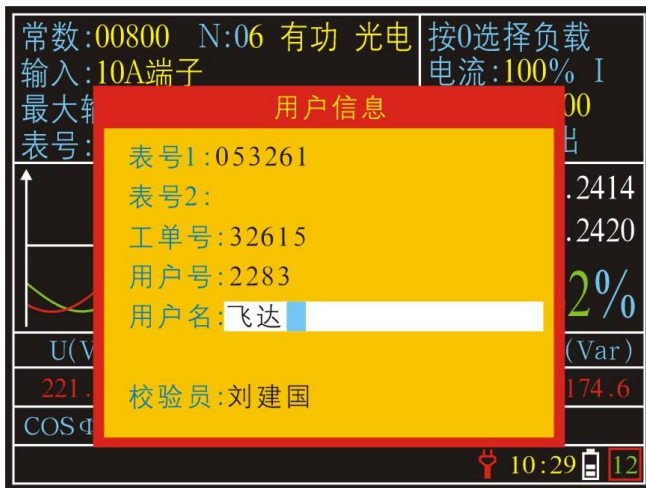 常数:00800 N:06 有功 光电
按0选择负载
输入:10A端子
电流:100% I
最大
00
表号:
用户信息
表号1:053261
表号2:
工单号:32615
用户号:2283
用户名:飞达
校验员:刘建国
.2414
.2420
2%
U(V
(Var)
221.
174.6
COSΦ
10:29
12